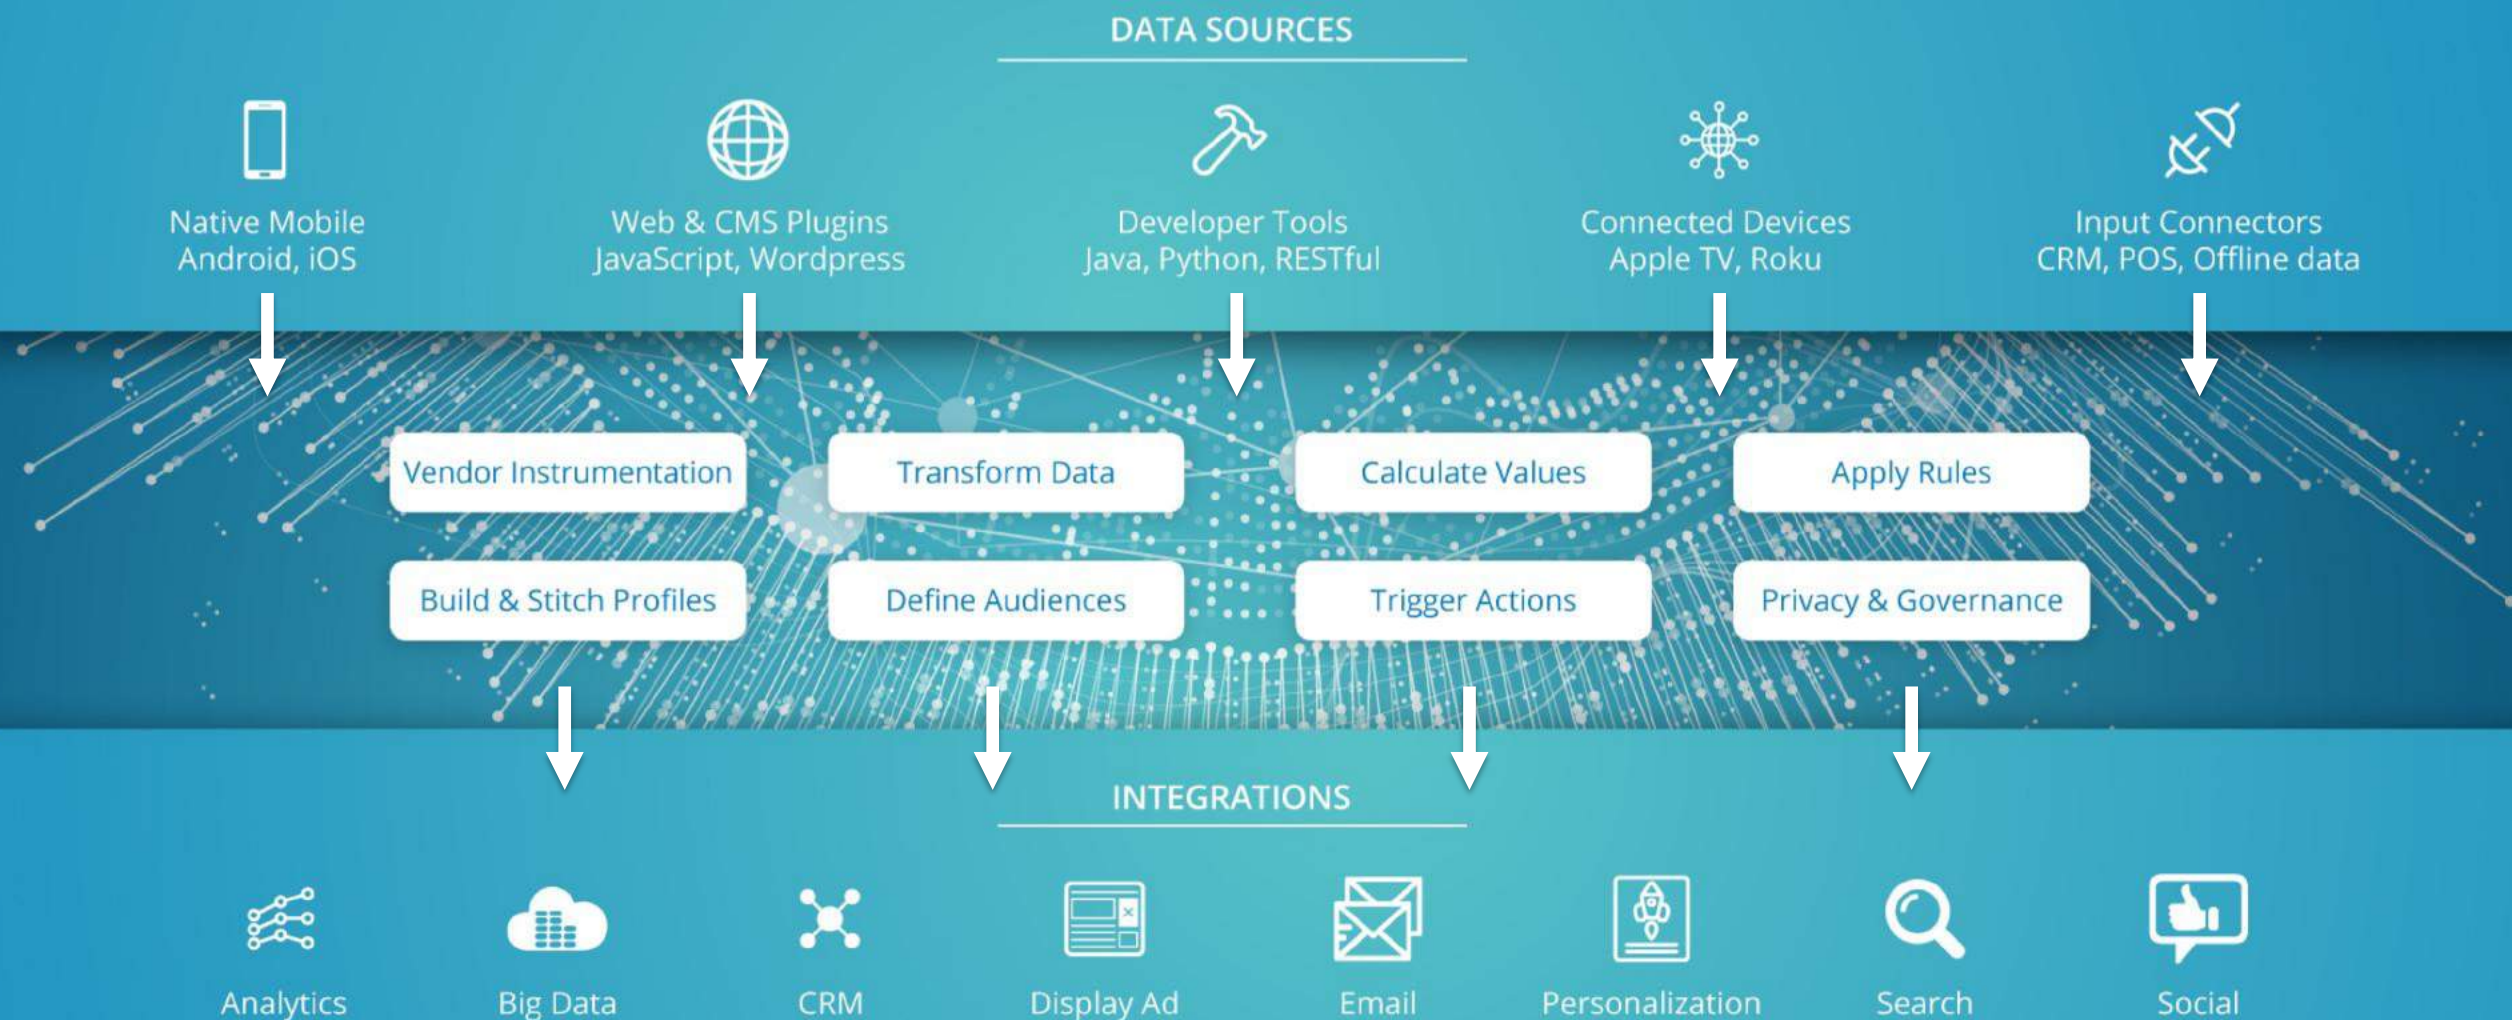 DATA SOURCES
Native Mobile
Android, iOS
Web & CMS Plugins
JavaScript, Wordpress
Developer Tools
Java, Python, RESTful
Connected Devices
Apple TV, Roku
Input Connectors
CRM, POS, Offline data
Vendor Instrumentation
Transform Data
Calculate Values
Apply Rules
Build & Stitch Profiles
Define Audiences
Trigger Actions
Privacy & Governance
INTEGRATIONS
Analytics
Big Data
CRM
Display Ad
Email
Personalization
Search
Social